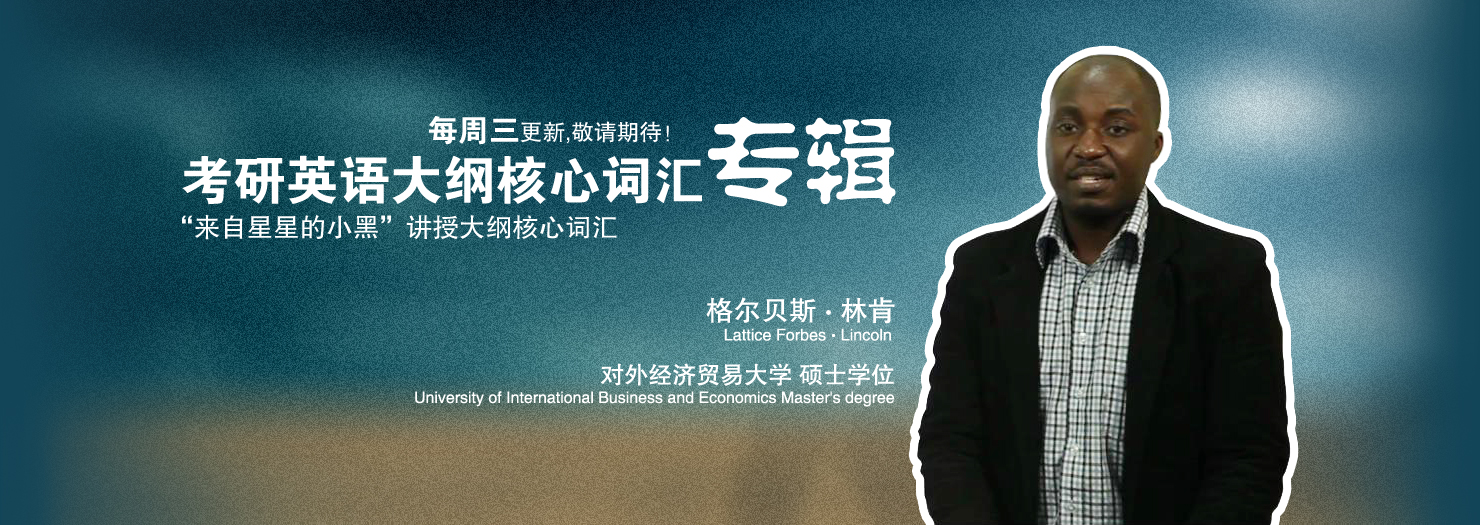 每周三更新,敬请期待!
考研英语大纲核心词汇专辑
“来自星星的小黑”讲授大纲核心词汇
格尔贝斯·林肯
Lattice Forbes · Lincoln
对外经济贸易大学 硕士学位
University of International Business and Economics Master's degree